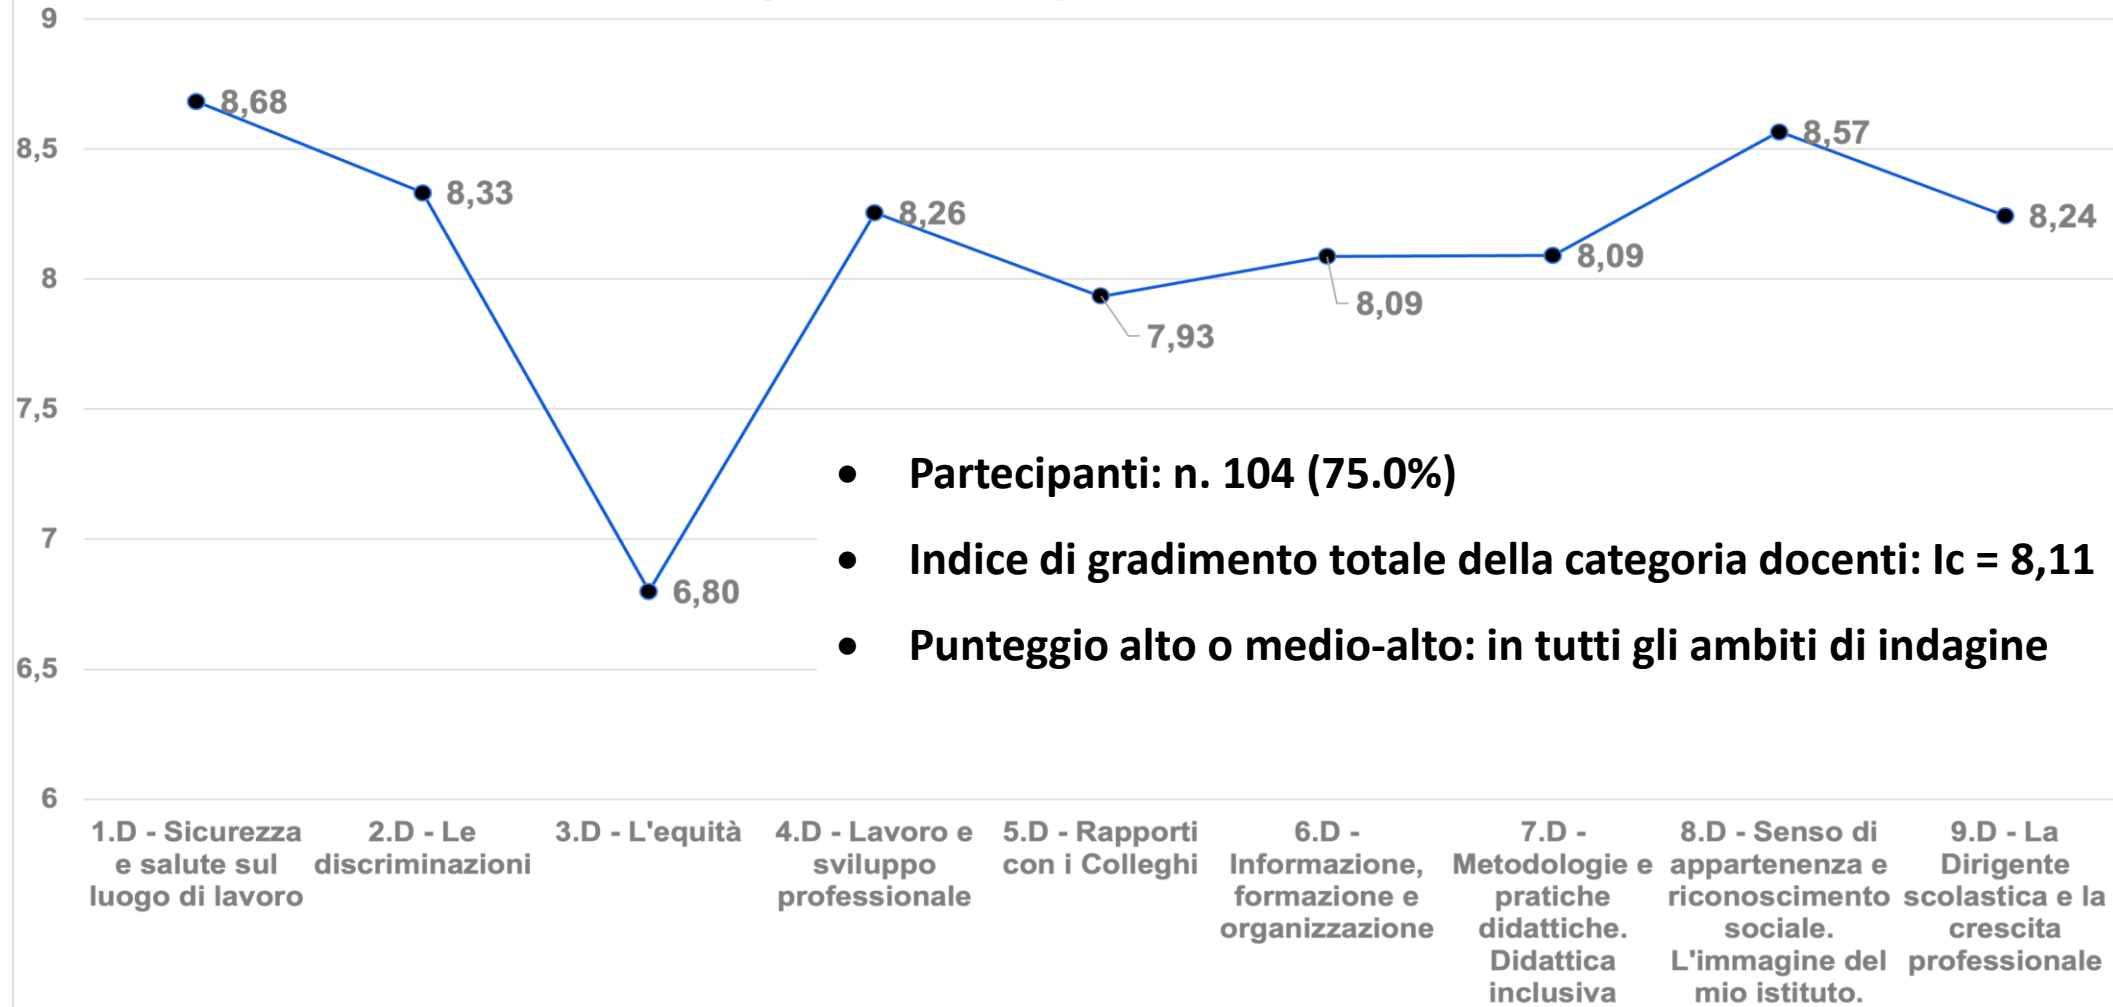 9
8,5
8
7,5
7
6,5
6
8,68
8,33
6,80
8,26
7,93
8,09
8,09
8,57
8,24
• Partecipanti: n. 104 (75.0%)
• Indice di gradimento totale della categoria docenti: Ic = 8,11
• Punteggio alto o medio-alto: in tutti gli ambiti di indagine
1.D - Sicurezza
e salute sul
luogo di lavoro
2.D - Le
discriminazioni
3.D - L'equità
4.D - Lavoro e
sviluppo
professionale
5.D - Rapporti
con i Colleghi
6.D -
Informazione,
formazione e
organizzazione
7.D -
Metodologie e
pratiche
didattiche.
Didattica
inclusiva
8.D - Senso di
appartenenza e
riconoscimento
sociale.
L'immagine del
mio istituto.
9.D - La
Dirigente
scolastica e la
crescita
professionale